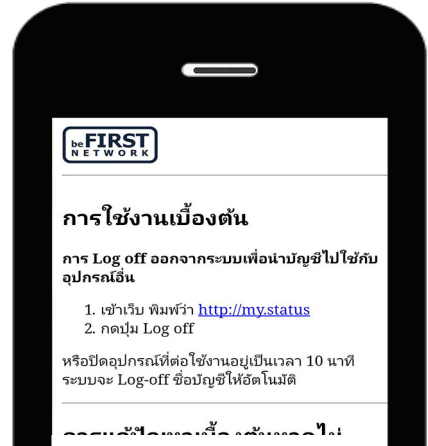 be FIRST
NETWORK
การใช้งานเบื้องต้น
การ Log off ออกจากระบบเพื่อนำบัญชีไปใช้กับ
อุปกรณ์อื่น
1. เข้าเว็บ พิมพ์ว่า http://my.status
2. กดปุ่ม Log off
หรือปิดอุปกรณ์ที่ต่อใช้งานอยู่เป็นเวลา 10 นาที
ระบบจะ Log-off ชื่อบัญชีให้อัตโนมัติ